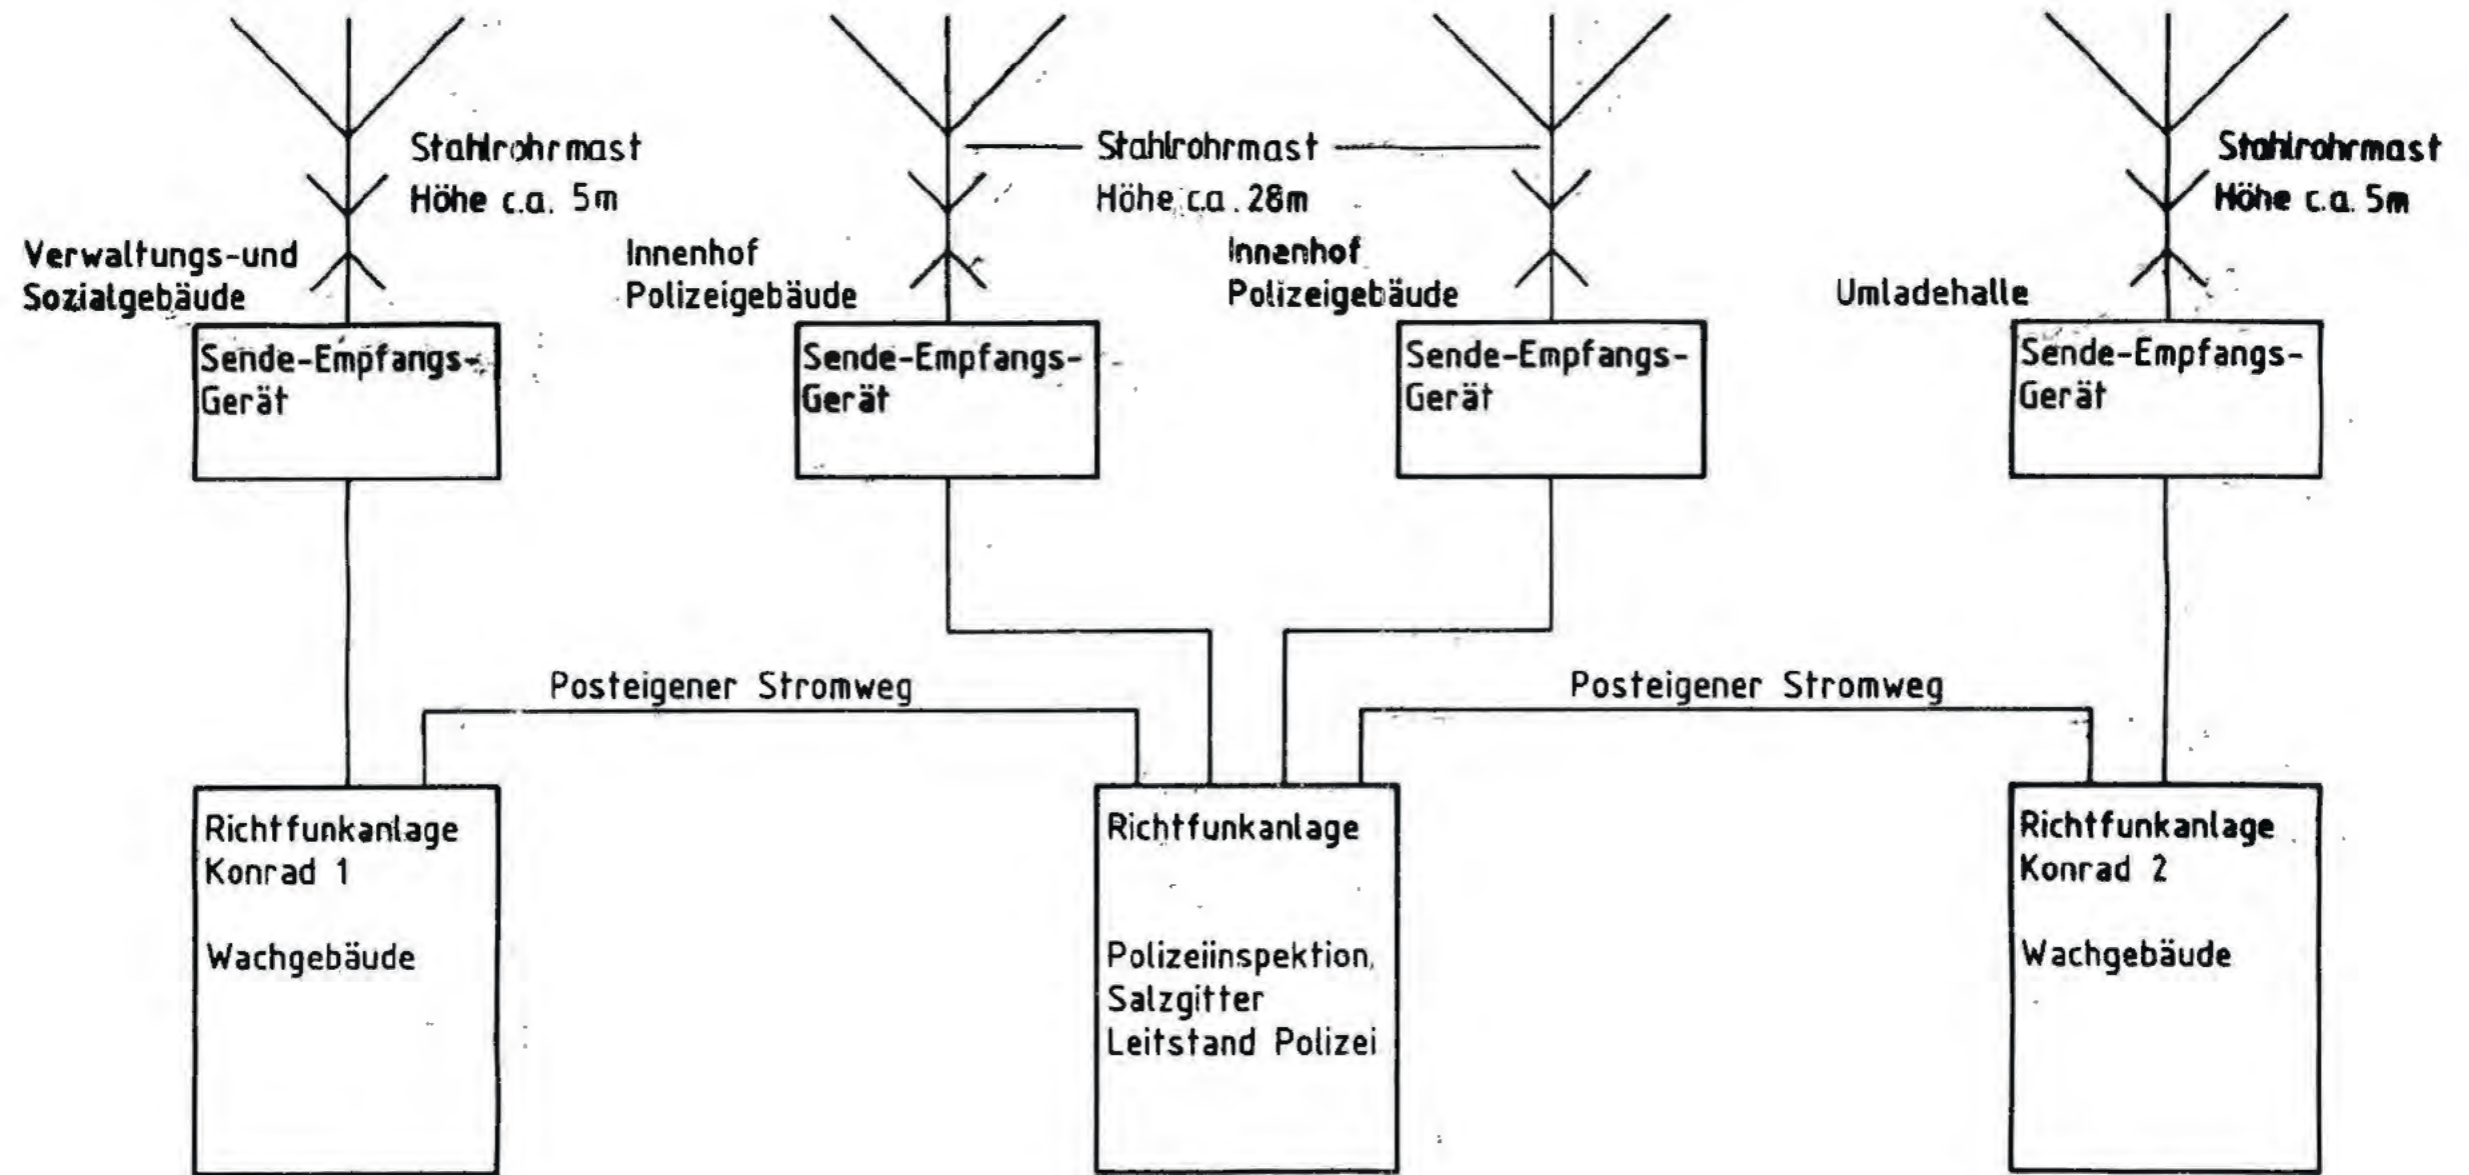 Stahlrohrmast
Höhe c.a. 5m
Verwaltungs-und
Sozialgebäude
Sende-Empfangs-
Gerät
Stahlrohrmast
Höhe c.a. 28m
Innenhof
Polizeigebäude
Sende-Empfangs-
Gerät
Innenhof
Polizeigebäude
Sende-Empfangs-
Gerät
Stahlrohrmast
Höhe c.a. 5m
Umladehalle
Sende-Empfangs-
Gerät
Posteigener Stromweg
Posteigener Stromweg
Richtfunkanlage
Konrad 1
Wachgebäude
Richtfunkanlage
Polizeiinspektion,
Salzgitter
Leitstand Polizei
Richtfunkanlage
Konrad 2
Wachgebäude